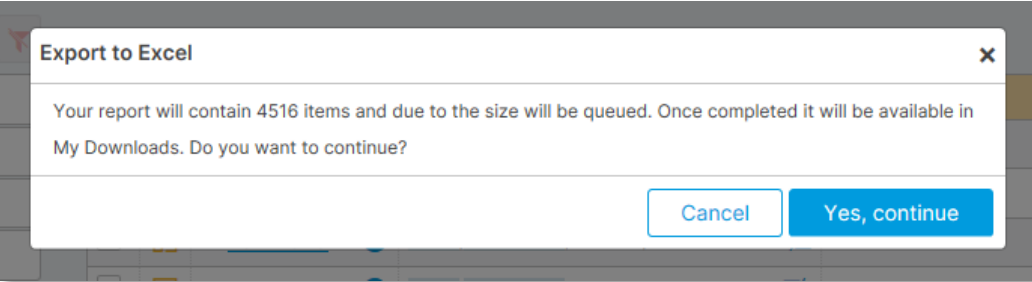 Export to Excel
×
Your report will contain 4516 items and due to the size will be queued. Once completed it will be available in
My Downloads. Do you want to continue?
Cancel
Yes, continue